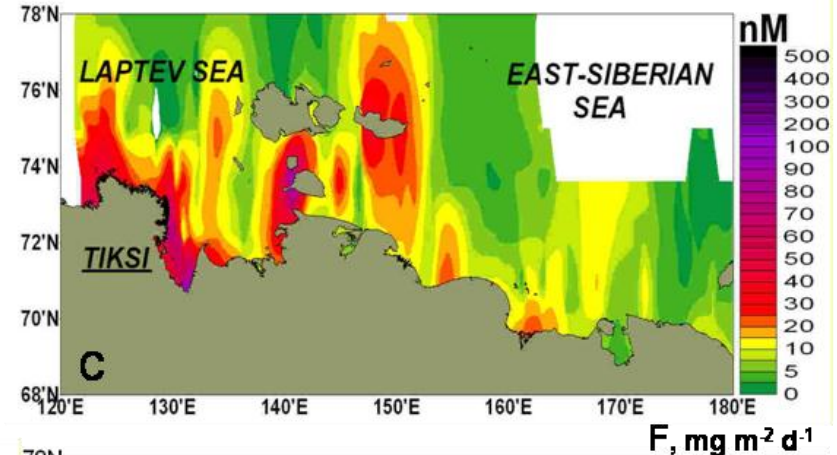 78'N
nM
LAPTEV SEA
EAST-SIBERIAN
SEA
76'N
74'N
72'N
TIKSI
70'N
C
68'N
120'E 130'E 140'E 150'E 160'E 170'E 180'E
500
400
300
200
100
90
80
70
60
50
40
30
20
10
5
0
F, mg m-2 d-1